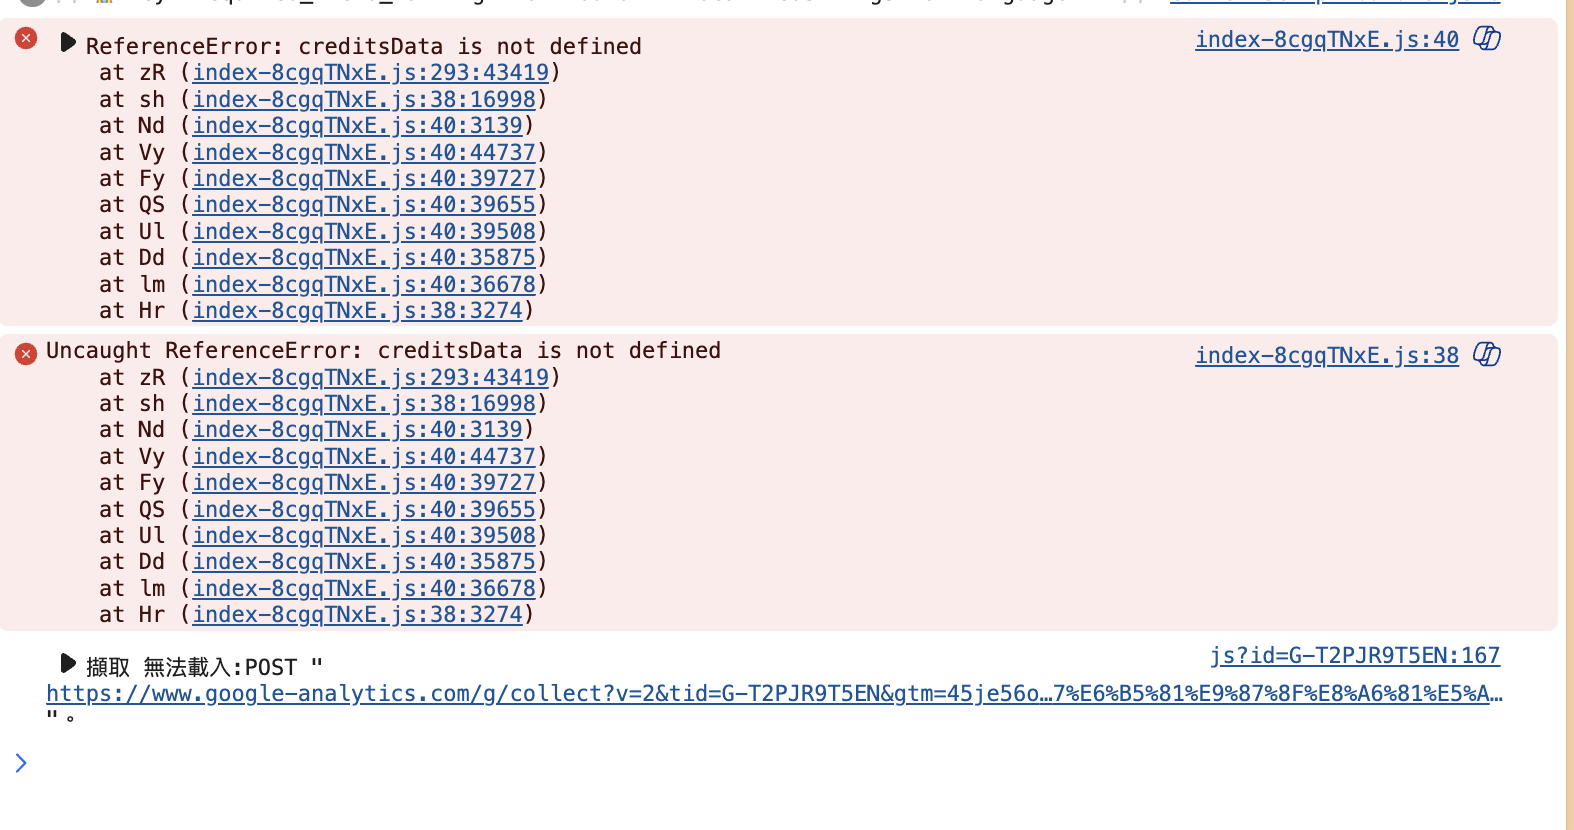 ReferenceError: creditsData is not defined index-8cgqTNxE.js:40
at zR (index-8cgqTNxE.js:293:43419)
at sh (index-8cgqTNxE.js:38:16998)
at Nd (index-8cgqTNxE.js:40:3139)
at Vy (index-8cgqTNxE.js:40:44737)
at Fy (index-8cgqTNxE.js:40:39727)
at QS (index-8cgqTNxE.js:40:39655)
at Ul (index-8cgqTNxE.js:40:39508)
at Dd (index-8cgqTNxE.js:40:35875)
at lm (index-8cgqTNxE.js:40:36678)
at Hr (index-8cgqTNxE.js:38:3274)
Uncaught ReferenceError: creditsData is not defined index-8cgqTNxE.js:38
at zR (index-8cgqTNxE.js:293:43419)
at sh (index-8cgqTNxE.js:38:16998)
at Nd (index-8cgqTNxE.js:40:3139)
at Vy (index-8cgqTNxE.js:40:44737)
at Fy (index-8cgqTNxE.js:40:39727)
at QS (index-8cgqTNxE.js:40:39655)
at Ul (index-8cgqTNxE.js:40:39508)
at Dd (index-8cgqTNxE.js:40:35875)
at lm (index-8cgqTNxE.js:40:36678)
at Hr (index-8cgqTNxE.js:38:3274)
擷取 無法載入:POST " js?id=G-T2PJR9T5EN:167
https://www.google-analytics.com/g/collect?v=2&tid=G-T2PJR9T5EN&gtm=45je56o…7%E6%B5%81%E9%87%8F%E8%A6%81%E5%A…
"。